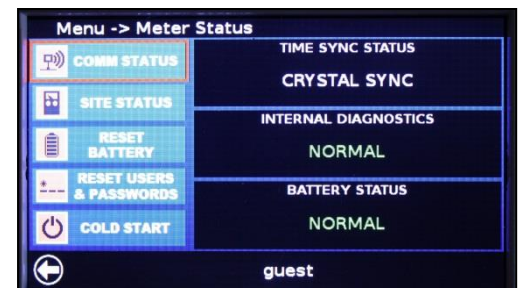 Menu -> Meter Status
COMM STATUS
SITE STATUS
RESET
BATTERY
RESET USERS
& PASSWORDS
COLD START
TIME SYNC STATUS
CRYSTAL SYNC
INTERNAL DIAGNOSTICS
NORMAL
BATTERY STATUS
NORMAL
guest